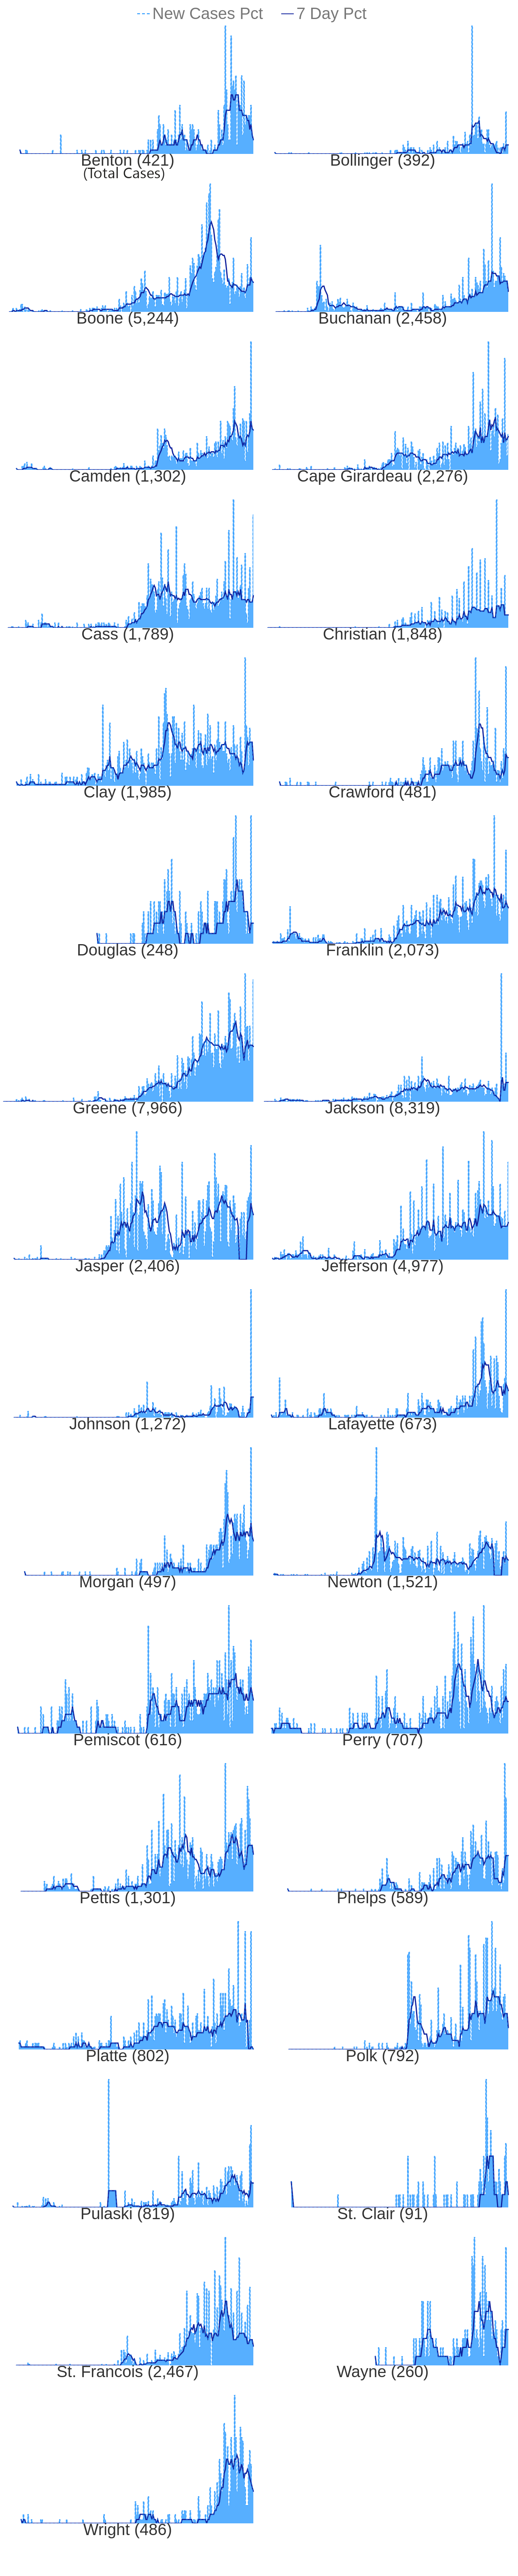 New Cases Pct 7 Day Pct
Benton (421) Bollinger (392)
(Total Cases)
Boone (5,244) Buchanan (2,458)
Camden (1,302) Cape Girardeau (2,276)
Cass (1,789) Christian (1,848)
Clay (1,985) Crawford (481)
Douglas (248) Franklin (2,073)
Greene (7,966) Jackson (8,319)
Jasper (2,406) Jefferson (4,977)
Johnson (1,272) Lafayette (673)
Morgan (497) Newton (1,521)
Pemiscot (616) Perry (707)
Pettis (1,301) Phelps (589)
Platte (802) Polk (792)
Pulaski (819) St. Clair (91)
St. Francois (2,467) Wayne (260)
Wright (486)